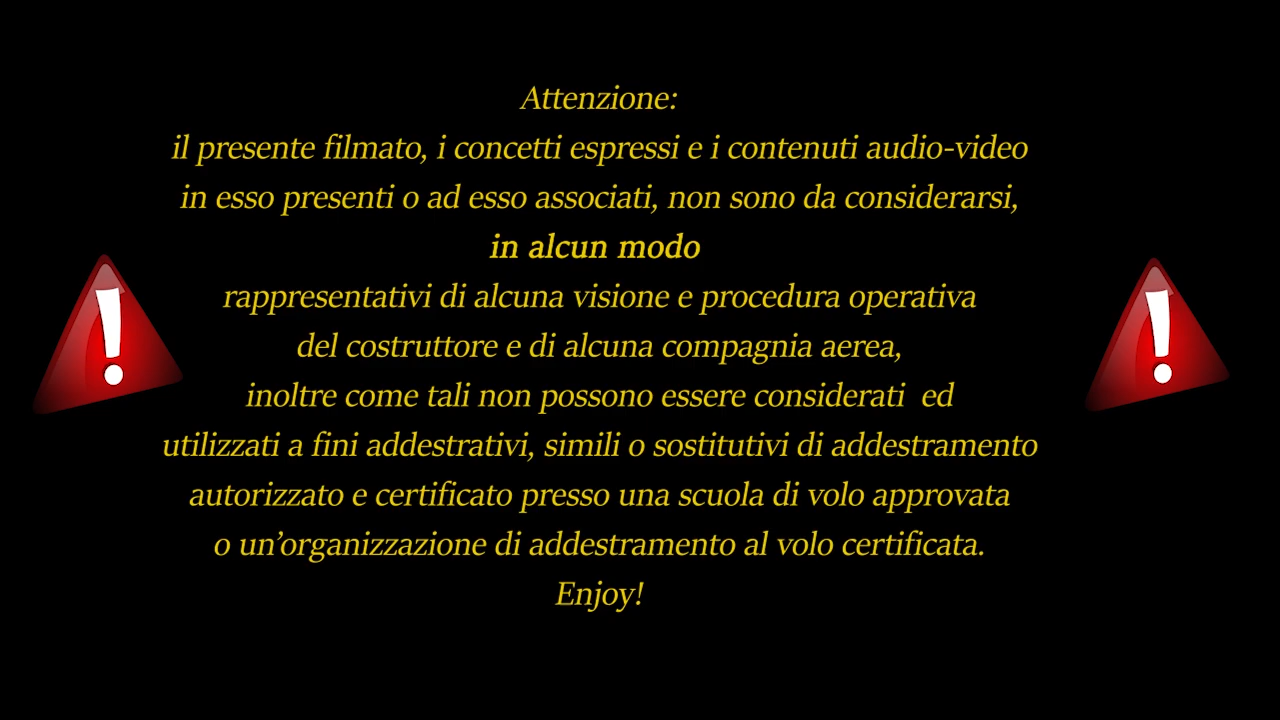 Attenzione:
il presente filmato, i concetti espressi e i contenuti audio-video
in esso presenti o ad esso associati, non sono da considerarsi,
in alcun modo
rappresentativi di alcuna visione e procedura operativa
del costruttore e di alcuna compagnia aerea,
inoltre come tali non possono essere considerati  ed
utilizzati a fini addestrativi, simili o sostitutivi di addestramento
autorizzato e certificato presso una scuola di volo approvata
o un’organizzazione di addestramento al volo certificata.
Enjoy!